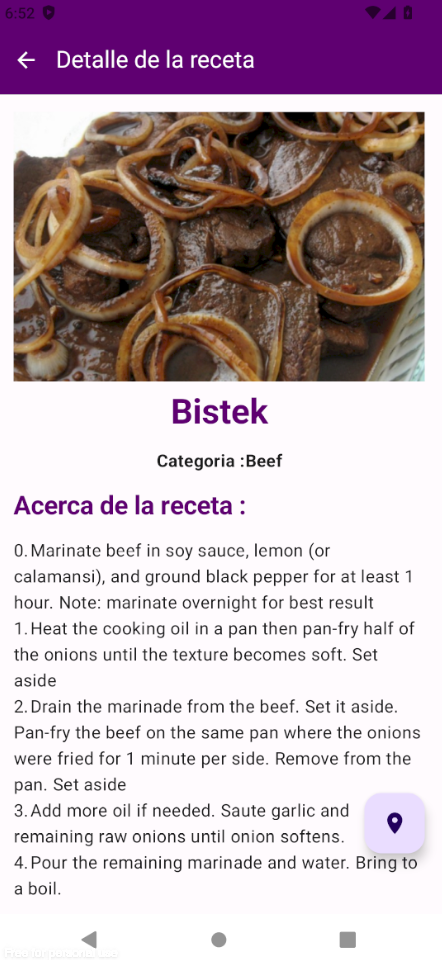 6:52
Detalle de la receta
Bistek
Categoria :Beef
Acerca de la receta :
0.Marinate beef in soy sauce, lemon (or
calamansi), and ground black pepper for at least 1
hour. Note: marinate overnight for best result
1.Heat the cooking oil in a pan then pan-fry half of
the onions until the texture becomes soft. Set
aside
2.Drain the marinade from the beef. Set it aside.
Pan-fry the beef on the same pan where the onions
were fried for 1 minute per side. Remove from the
pan. Set aside
3.Add more oil if needed. Saute garlic and
remaining raw onions until onion softens.
4.Pour the remaining marinade and water. Bring to
a boil.
Free for personal use